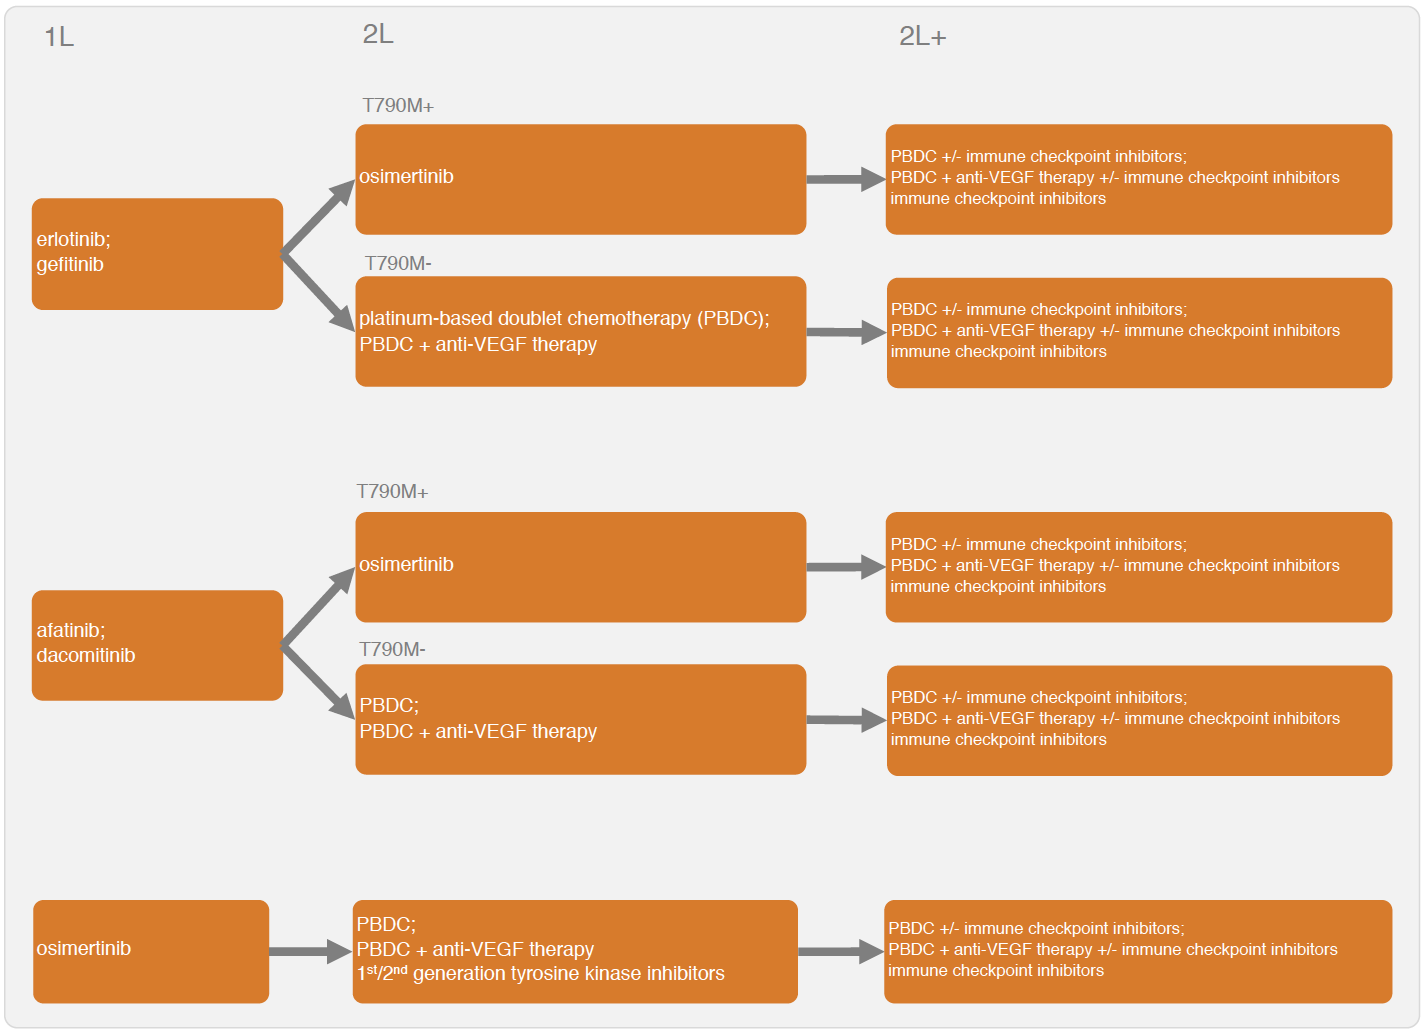 1L
2L
2L+
T790M+
erlotinib;
gefitinib
osimertinib
PBDC +/- immune checkpoint inhibitors;
PBDC + anti-VEGF therapy +/- immune checkpoint inhibitors
immune checkpoint inhibitors
T790M-
platinum-based doublet chemotherapy (PBDC);
PBDC + anti-VEGF therapy
PBDC +/- immune checkpoint inhibitors;
PBDC + anti-VEGF therapy +/- immune checkpoint inhibitors
immune checkpoint inhibitors
T790M+
afatinib;
dacomitinib
osimertinib
PBDC +/- immune checkpoint inhibitors;
PBDC + anti-VEGF therapy +/- immune checkpoint inhibitors
immune checkpoint inhibitors
T790M-
PBDC;
PBDC + anti-VEGF therapy
PBDC +/- immune checkpoint inhibitors;
PBDC + anti-VEGF therapy +/- immune checkpoint inhibitors
immune checkpoint inhibitors
osimertinib
PBDC;
PBDC + anti-VEGF therapy
1st/2nd generation tyrosine kinase inhibitors
PBDC +/- immune checkpoint inhibitors;
PBDC + anti-VEGF therapy +/- immune checkpoint inhibitors
immune checkpoint inhibitors